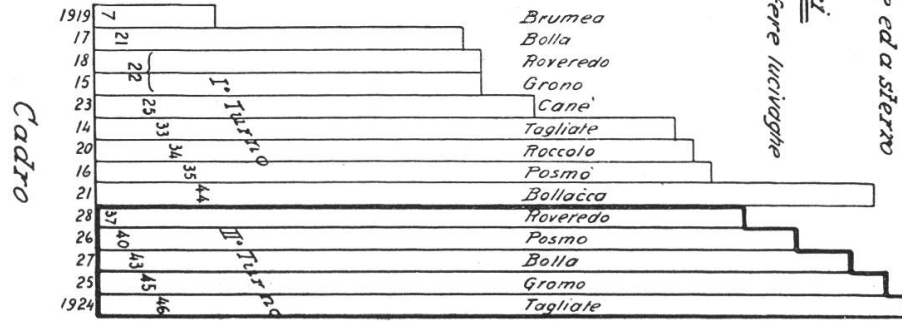 1919 7 Brumea
17 21 Bolla
18 22 Roveredo
15 Grono
23 25 Canè
14 33 Tagliate
20 34 Roccolo
16 35 Posmò
21 44 Bollacca
28 37 Roveredo
26 40 Posmo
27 43 Bolla
25 45 Gromo
1924 46 Tagliate
I° Turno
II° Turno
Cadro
e ed a sterzo
fere lucivaghe